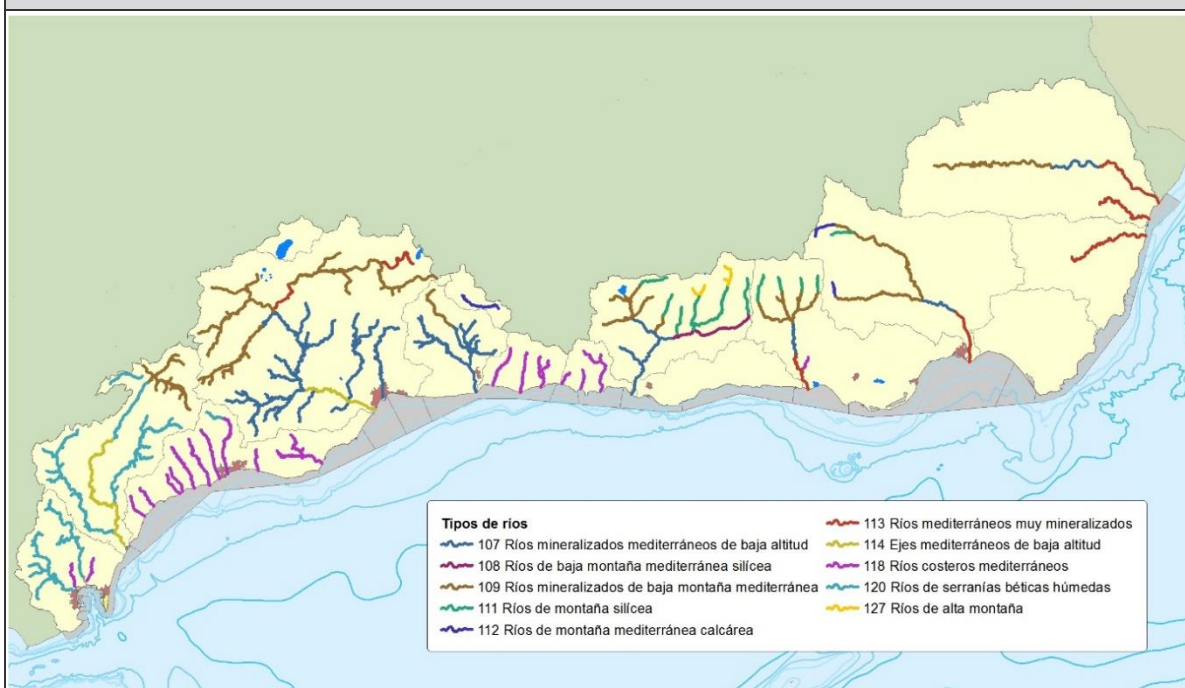 Tipos de ríos
107 Ríos mineralizados mediterráneos de baja altitud
108 Ríos de baja montaña mediterránea silícea
109 Ríos mineralizados de baja montaña mediterránea
111 Ríos de montaña silícea
112 Ríos de montaña mediterránea calcárea
113 Ríos mediterráneos muy mineralizados
114 Ejes mediterráneos de baja altitud
118 Ríos costeros mediterráneos
120 Ríos de serranías béticas húmedas
127 Ríos de alta montaña